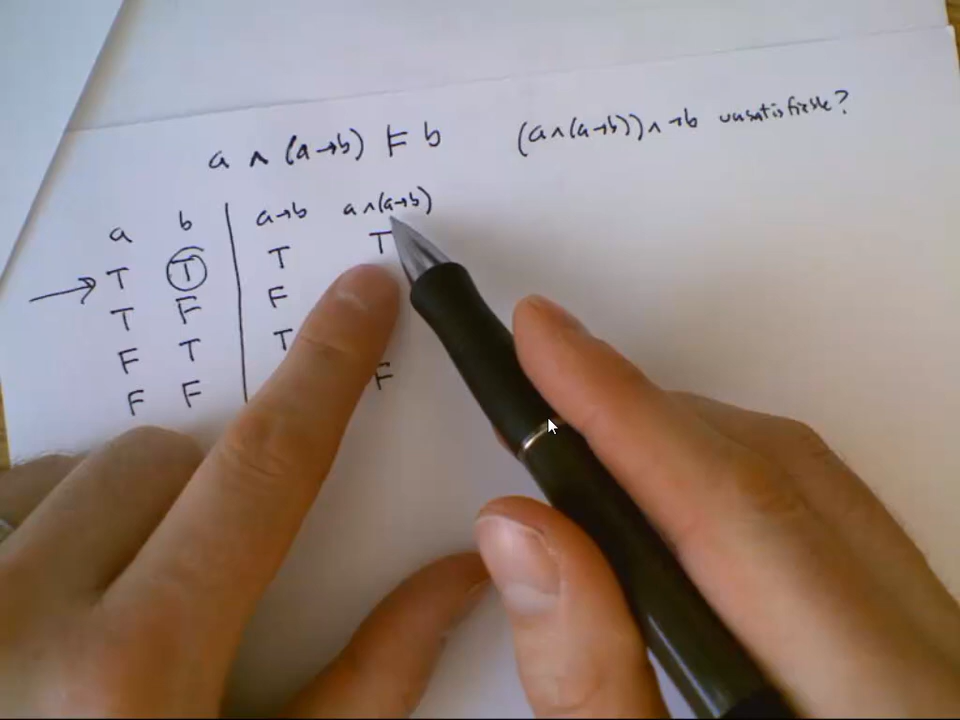 a ∧ (a→b) ⊨ b
(a∧(a→b))∧¬b unsatisfiable?
a b a→b a∧(a→b)
T T T T
T F F
F T T
F F F